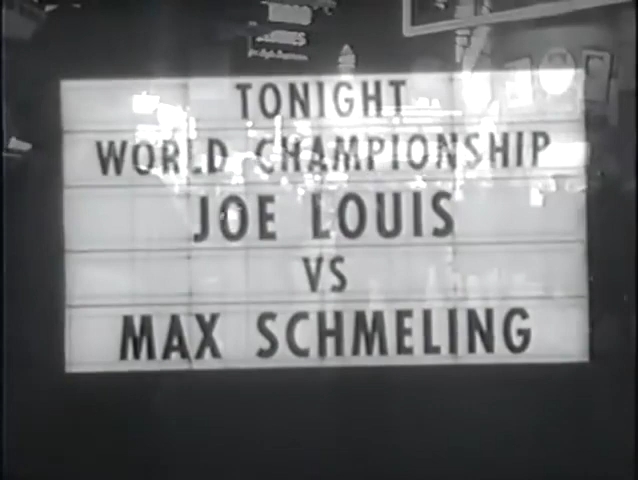 TONIGHT
WORLD CHAMPIONSHIP
JOE LOUIS
VS
MAX SCHMELING